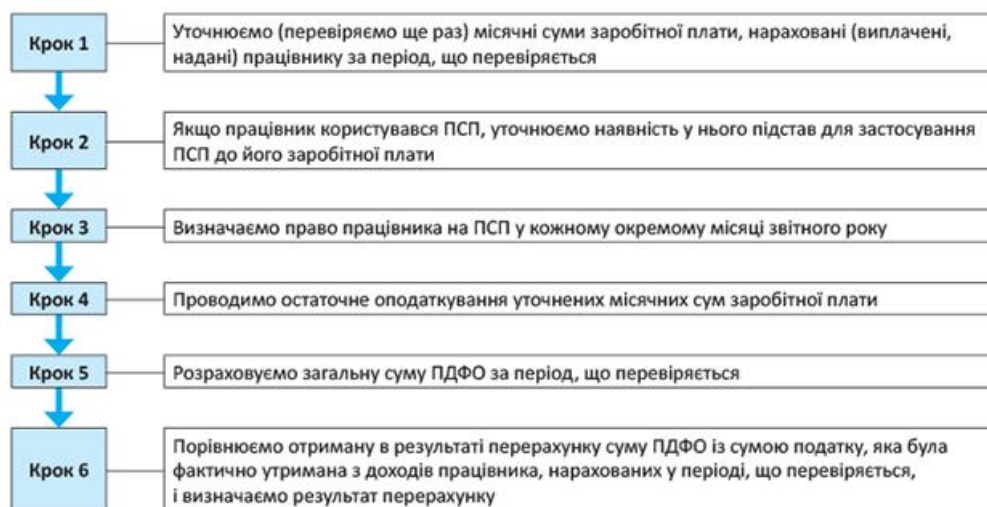 Крок 1
Уточнюємо (перевіряємо ще раз) місячні суми заробітної плати, нараховані (виплачені,
надані) працівнику за період, що перевіряється
Крок 2
Якщо працівник користувався ПСП, уточнюємо наявність у нього підстав для застосування
ПСП до його заробітної плати
Крок 3
Визначаємо право працівника на ПСП у кожному окремому місяці звітного року
Крок 4
Проводимо остаточне оподаткування уточнених місячних сум заробітної плати
Крок 5
Розраховуємо загальну суму ПДФО за період, що перевіряється
Крок 6
Порівнюємо отриману в результаті перерахунку суму ПДФО із сумою податку, яка була
фактично утримана з доходів працівника, нарахованих у періоді, що перевіряється,
і визначаємо результат перерахунку